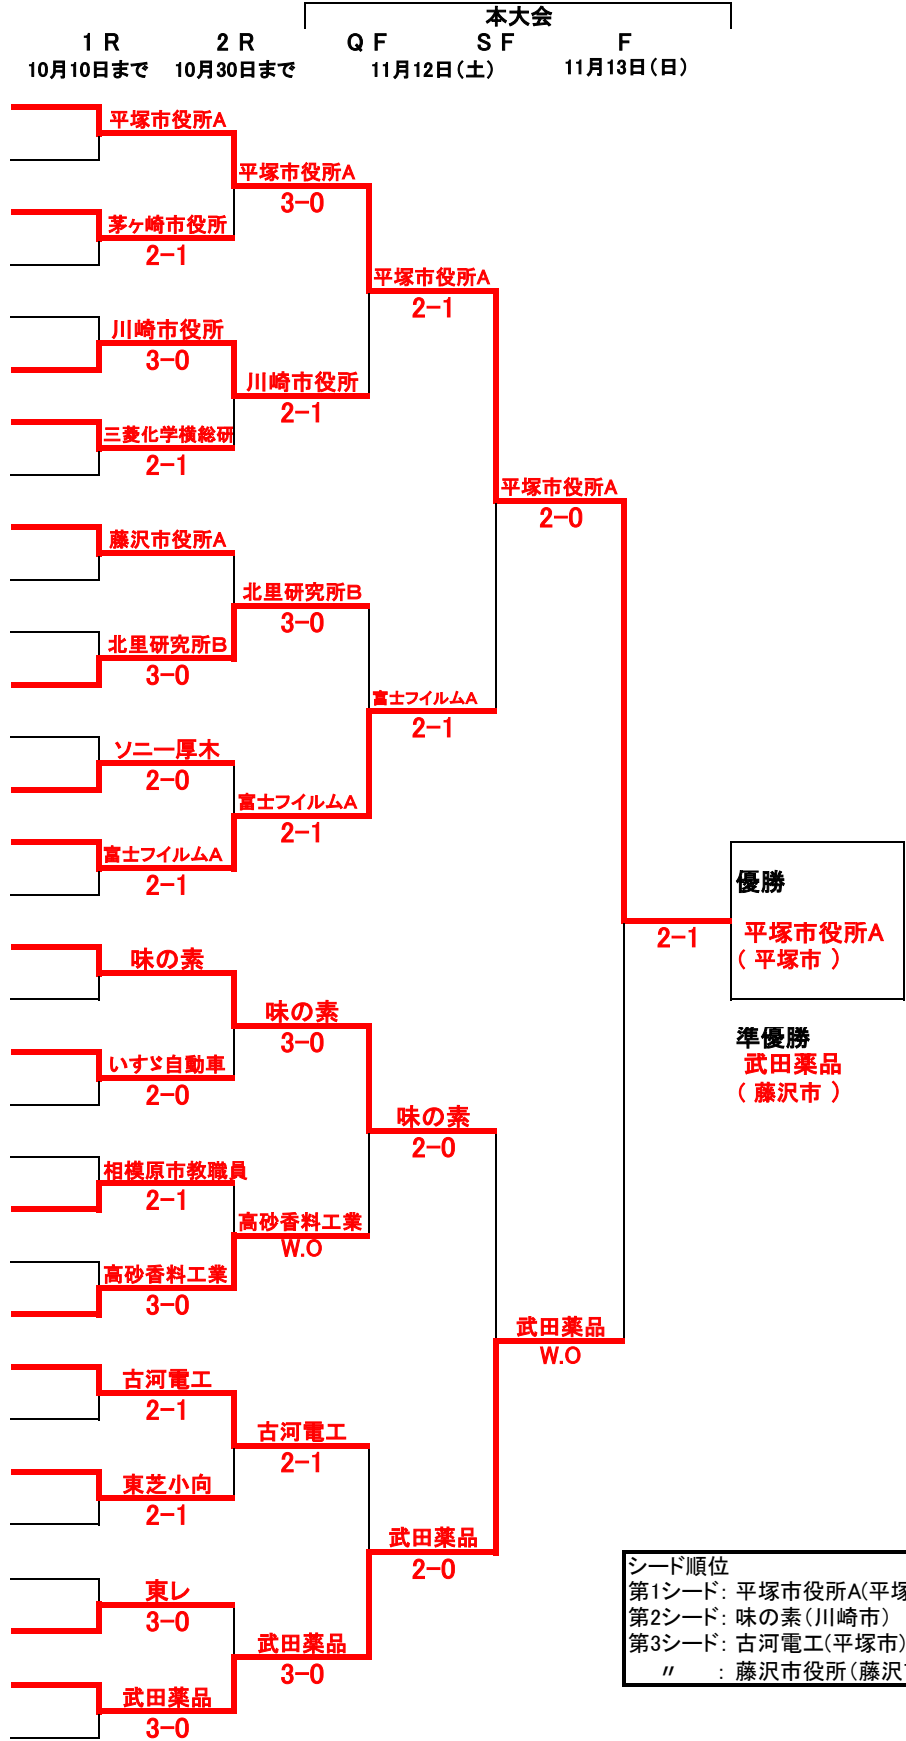 本大会
1 R
2 R
Q F
S F
F
10月10日まで
10月30日まで
11月12日(土)
11月13日(日)
平塚市役所A
平塚市役所A
3-0
茅ヶ崎市役所
2-1
平塚市役所A
2-1
川崎市役所
3-0
川崎市役所
2-1
三菱化学横総研
2-1
平塚市役所A
2-0
藤沢市役所A
北里研究所B
3-0
北里研究所B
3-0
富士フイルムA
2-1
ソニー厚木
2-0
富士フイルムA
2-1
富士フイルムA
2-1
優勝
平塚市役所A
( 平塚市 )
2-1
味の素
味の素
3-0
準優勝
武田薬品
( 藤沢市 )
いすゞ自動車
2-0
味の素
2-0
相模原市教職員
2-1
高砂香料工業
W.O
高砂香料工業
3-0
武田薬品
W.O
古河電工
2-1
古河電工
2-1
東芝小向
2-1
武田薬品
2-0
東レ
3-0
武田薬品
3-0
武田薬品
3-0
シード順位
第1シード: 平塚市役所A(平塚
第2シード: 味の素(川崎市)
第3シード: 古河電工(平塚市)
〃 : 藤沢市役所(藤沢